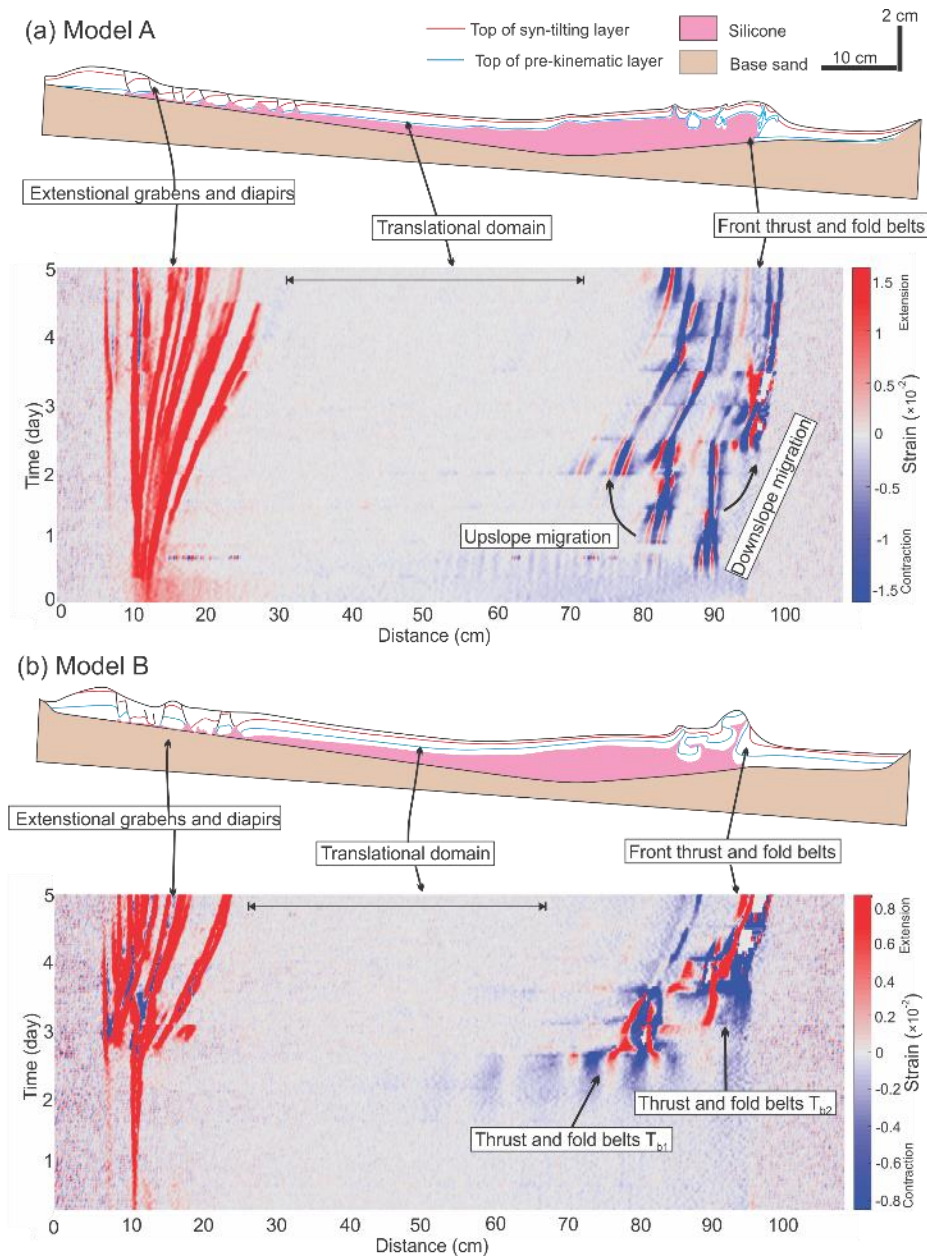 (a) Model A
Top of syn-tilting layer
Silicone
2 cm
Top of pre-kinematic layer
Base sand
10 cm
Extenstional grabens and diapirs
Translational domain
Front thrust and fold belts
5
4
3
2
1
0
Time (day)
Upslope migration
Downslope migration
0 10 20 30 40 50 60 70 80 90 100
Distance (cm)
1.5
1
0.5
0
-0.5
-1
-1.5
Extension
Strain (×10⁻²)
Contraction
(b) Model B
Extenstional grabens and diapirs
Translational domain
Front thrust and fold belts
5
4
3
2
1
Time (day)
Thrust and fold belts T_b1
Thrust and fold belts T_b2
0 10 20 30 40 50 60 70 80 90 100
Distance (cm)
0.8
0.6
0.4
0.2
0
-0.2
-0.4
-0.6
-0.8
Extension
Strain (×10⁻²)
Contraction